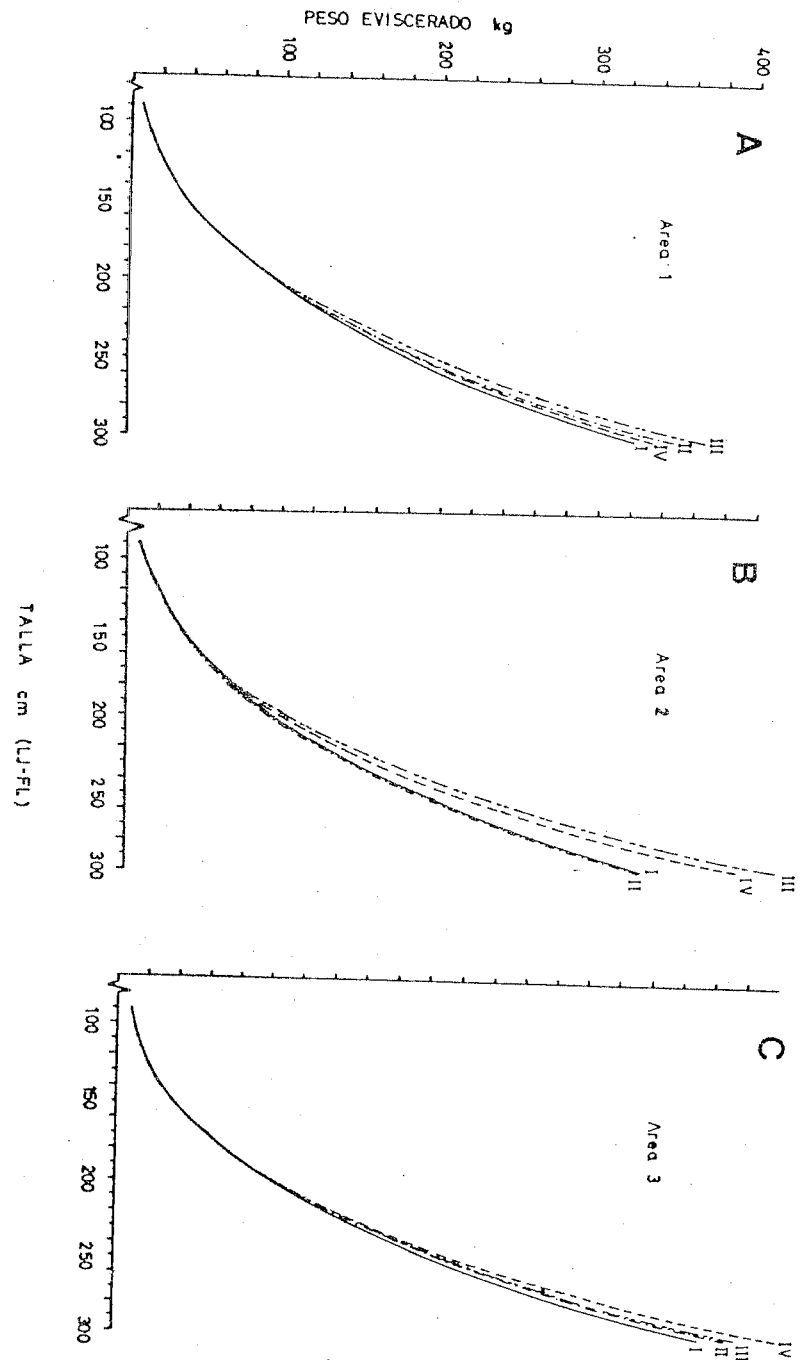 PESO EVISCERADO kg
100
200
300
400
A
Area 1
100
150
200
250
300
I
IV
II
III
B
Area 2
100
150
200
250
300
II
I
IV
III
TALLA cm (LJ-FL)
C
Area 3
100
150
200
250
300
I
II
III
IV